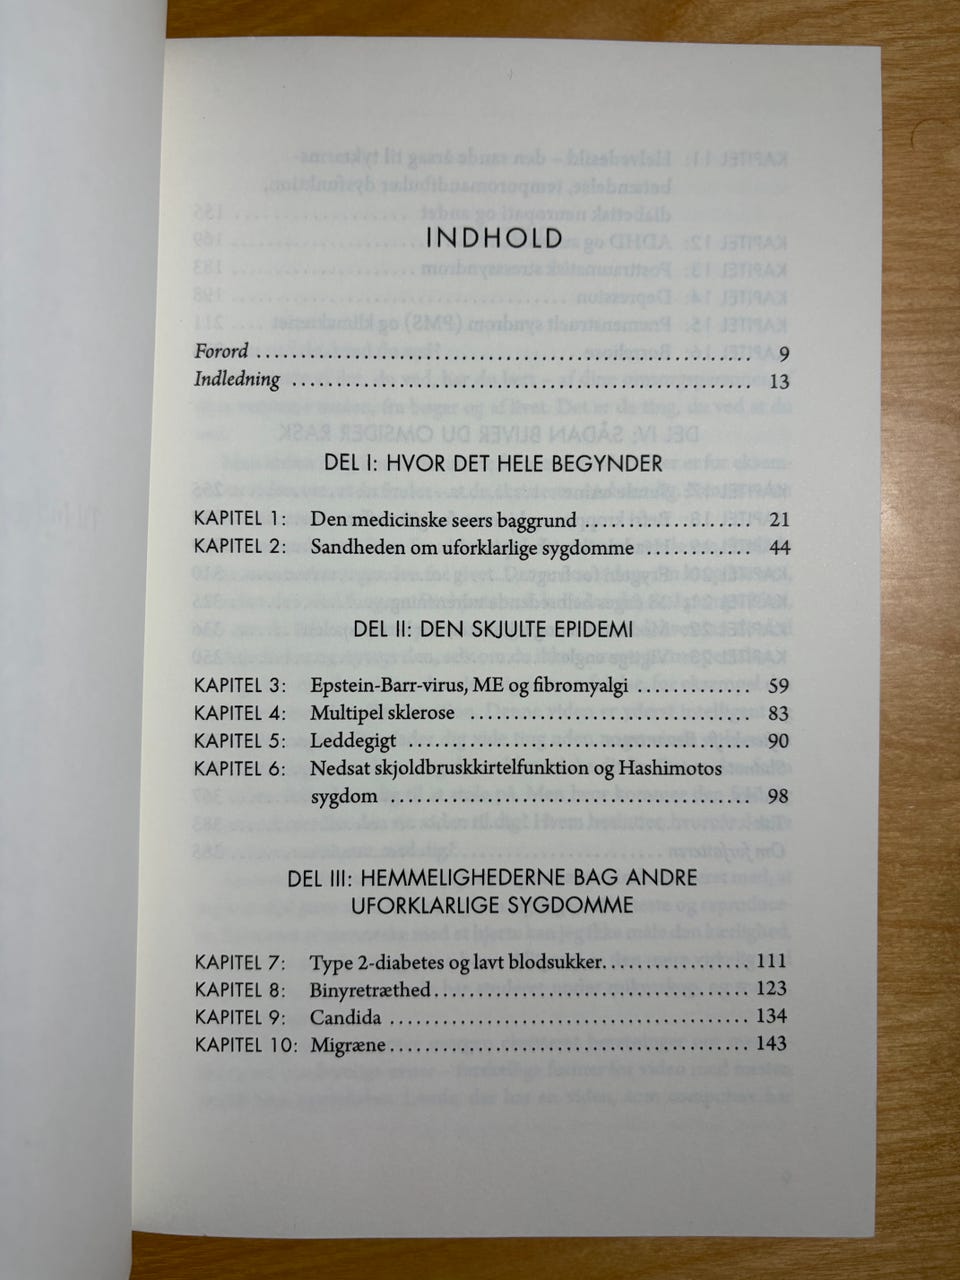 INDHOLD
Forord ........................................................ 9
Indledning ................................................... 13
DEL I: HVOR DET HELE BEGYNDER
KAPITEL 1: Den medicinske seers baggrund ................... 21
KAPITEL 2: Sandheden om uforklarlige sygdomme ............ 44
DEL II: DEN SKJULTE EPIDEMI
KAPITEL 3: Epstein-Barr-virus, ME og fibromyalgi ............. 59
KAPITEL 4: Multipel sklerose ................................ 83
KAPITEL 5: Leddegigt ....................................... 90
KAPITEL 6: Nedsat skjoldbruskkirtelfunktion og Hashimotos
sygdom ......................................... 98
DEL III: HEMMELIGHEDERNE BAG ANDRE
UFORKLARLIGE SYGDOMME
KAPITEL 7: Type 2-diabetes og lavt blodsukker................. 111
KAPITEL 8: Binyretræthed.................................... 123
KAPITEL 9: Candida ......................................... 134
KAPITEL 10: Migræne......................................... 143